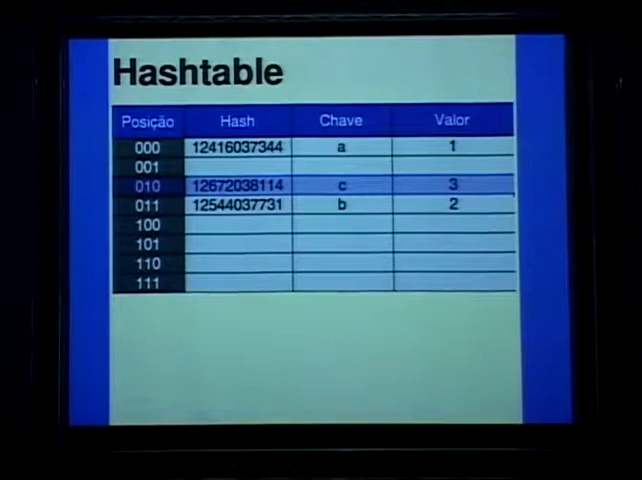 Hashtable
Posição Hash Chave Valor
000 12416037344 a 1
001
010 12672038114 c 3
011 12544037731 b 2
100
101
110
111